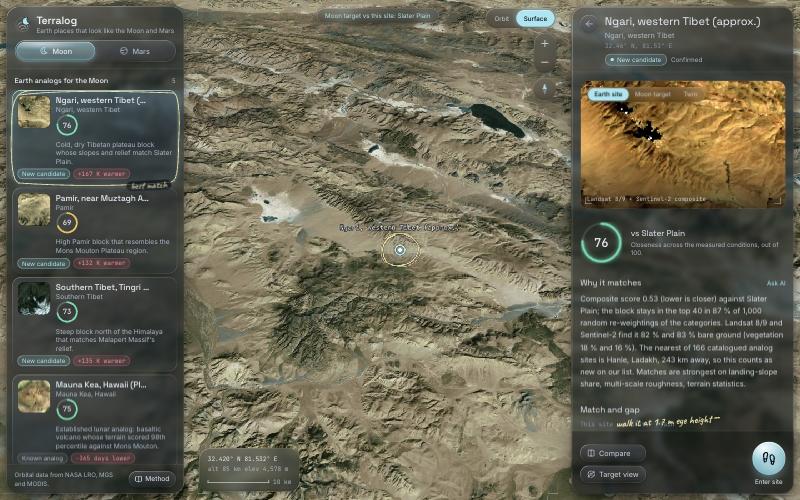 Terralog
Earth places that look like the Moon and Mars
Moon
Mars
Earth analogs for the Moon
5
Ngari, western Tibet (...
Ngari, western Tibet
76
Cold, dry Tibetan plateau block
whose slopes and relief match Slater
Plain.
New candidate
+167 K warmer
best match
Pamir, near Muztagh A...
Pamir
69
High Pamir block that resembles the
Mons Mouton Plateau region.
New candidate
+132 K warmer
Southern Tibet, Tingri ...
Southern Tibet
73
Steep block north of the Himalaya
that matches Malapert Massif's
relief.
New candidate
+135 K warmer
Mauna Kea, Hawaii (Pl...
Mauna Kea, Hawaii
75
Established lunar analog: basaltic
volcano whose terrain scored 98th
percentile against Mons Mouton.
Known analog
-365 days lower
Orbital data from NASA LRO, MGS
and MODIS.
Method
Moon target vs this site: Slater Plain
Orbit
Surface
+
−
Ngari, western Tibet (approx.)
32.420° N 81.532° E
alt 85 km elev 4,578 m
10 km
Ngari, western Tibet (approx.)
Ngari, western Tibet
32.46° N, 81.53° E
New candidate
Confirmed
Earth site
Moon target
Twin
Landsat 8/9 + Sentinel-2 composite
76
vs Slater Plain
Closeness across the measured conditions, out of
100.
Why it matches
Ask AI
Composite score 0.53 (lower is closer) against Slater
Plain; the block stays in the top 40 in 87 % of 1,000
random re-weightings of the categories. Landsat 8/9 and
Sentinel-2 find it 82 % and 83 % bare ground (vegetation
18 % and 16 %). The nearest of 166 catalogued analog
sites is Hanle, Ladakh, 243 km away, so this counts as
new on our list. Matches are strongest on landing-slope
share, multi-scale roughness, terrain statistics.
Match and gap
This site
walk it at 1.7 m eye height
Compare
Target view
Enter site